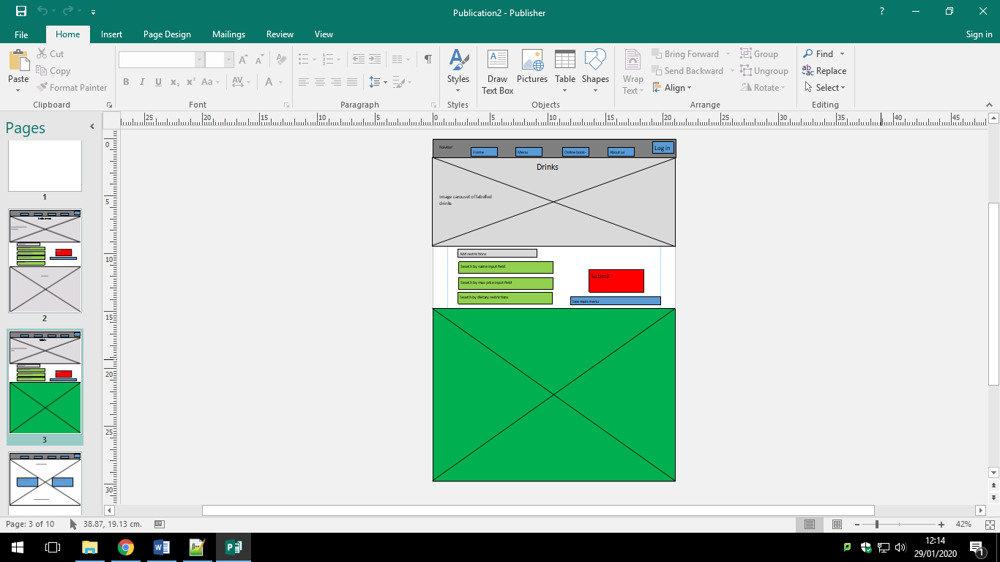 Publication2 - Publisher
?
File
Home
Insert
Page Design
Mailings
Review
View
Sign in
Paste
Cut
Copy
Format Painter
Clipboard
B I U x₂ x² Aa AV A
Font
Paragraph
Styles
Styles
Draw
Text Box
Pictures
Table
Shapes
Objects
Wrap
Text
Bring Forward
Send Backward
Align
Group
Ungroup
Rotate
Arrange
Find
Replace
Select
Editing
Pages
1
2
3
25 20 15 10 5 0 5 10 15 20 25 30 35 40 45
0
5
10
15
20
25
30
Navbar
Home
Menu
Online book-
About us
Log in
Drinks
Image carousel of labelled
drinks
Add restrictions
Search by name input field
Search by max price input field
Search by dietary restrictions
Submit
See main menu
Page: 3 of 10
38.87, 19.13 cm.
42%
12:14
29/01/2020
1